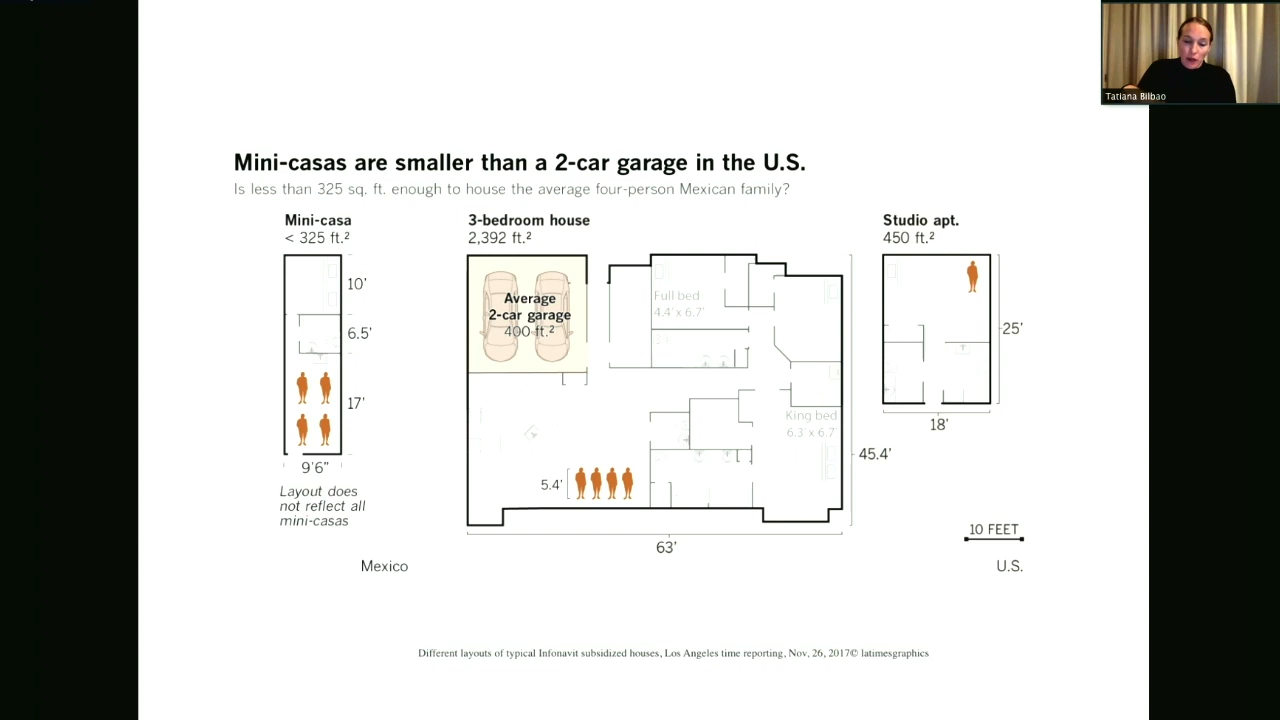 Tatiana Bilbao
Mini-casas are smaller than a 2-car garage in the U.S.
Is less than 325 sq. ft. enough to house the average four-person Mexican family?
Mini-casa
< 325 ft.²
10'
6.5'
17'
9'6"
Layout does
not reflect all
mini-casas
3-bedroom house
2,392 ft.²
Average
2-car garage
400 ft.²
Full bed
4.4' x 6.7'
King bed
6.3' x 6.7'
5.4'
45.4'
63'
Studio apt.
450 ft.²
25'
18'
10 FEET
Mexico
U.S.
Different layouts of typical Infonavit subsidized houses, Los Angeles time reporting, Nov, 26, 2017© latimesgraphics